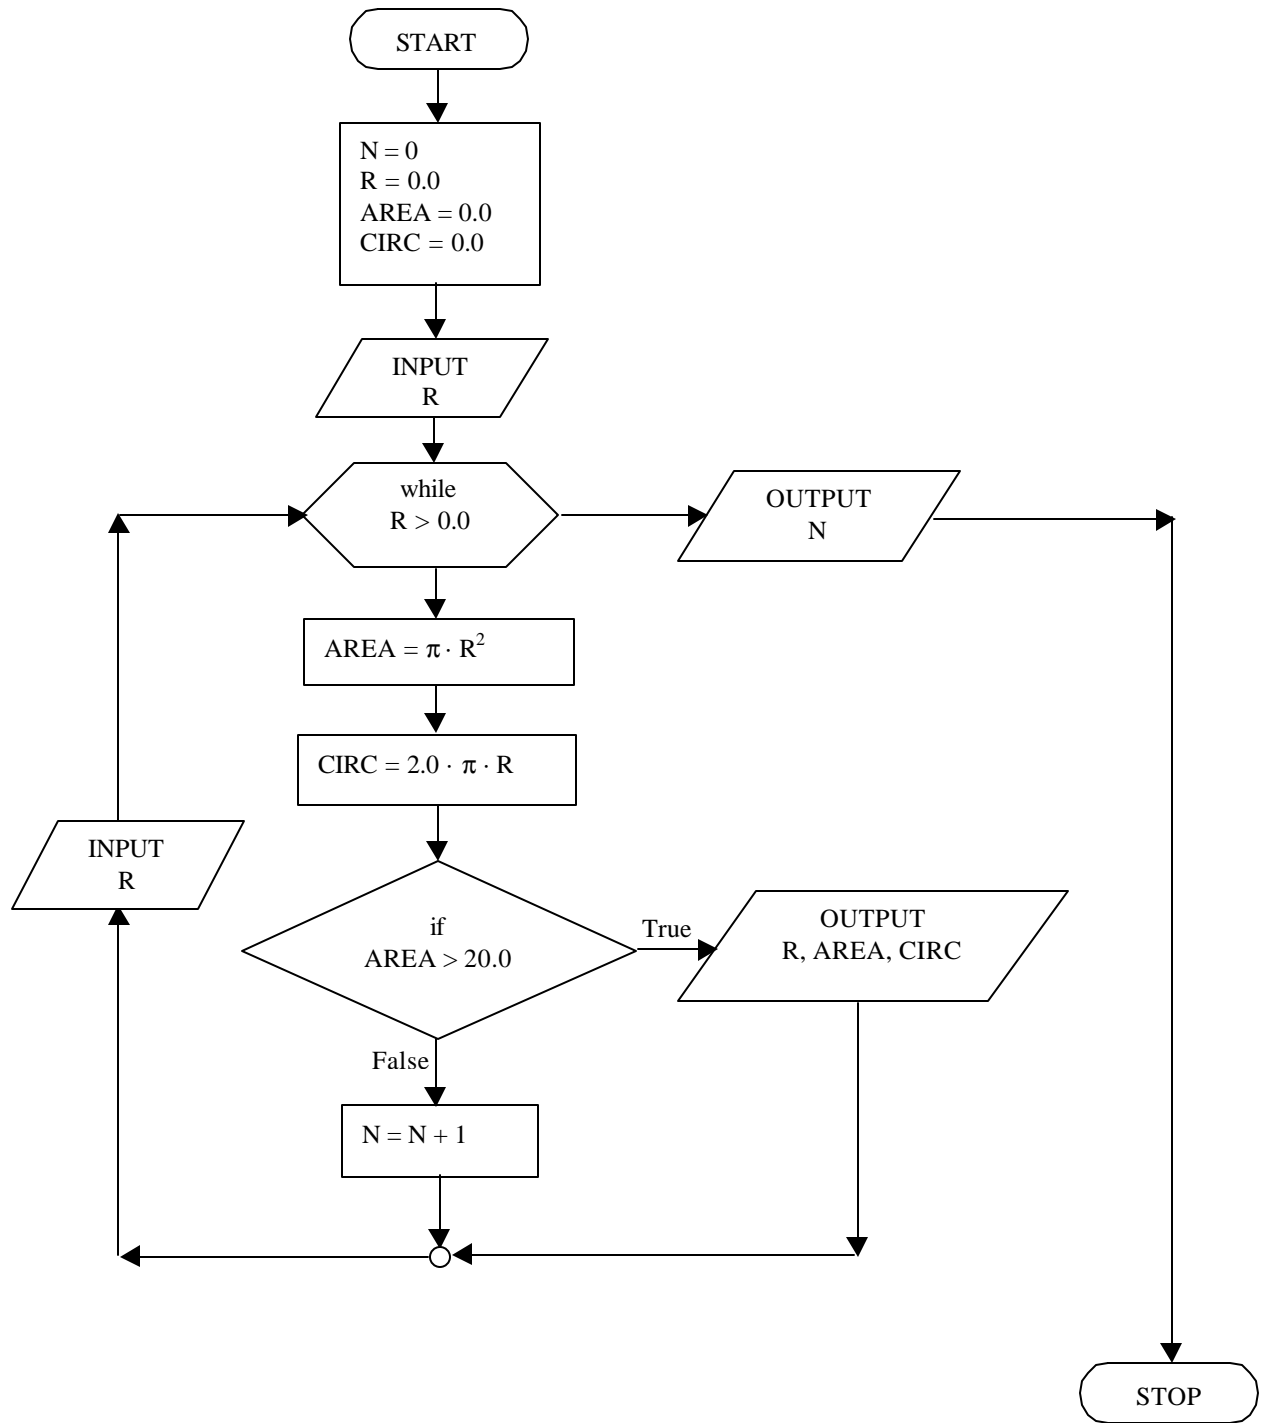 START
N = 0
R = 0.0
AREA = 0.0
CIRC = 0.0
INPUT
R
while
R > 0.0
OUTPUT
N
AREA = π · R²
CIRC = 2.0 · π · R
INPUT
R
if
AREA > 20.0
True
OUTPUT
R, AREA, CIRC
False
N = N + 1
STOP